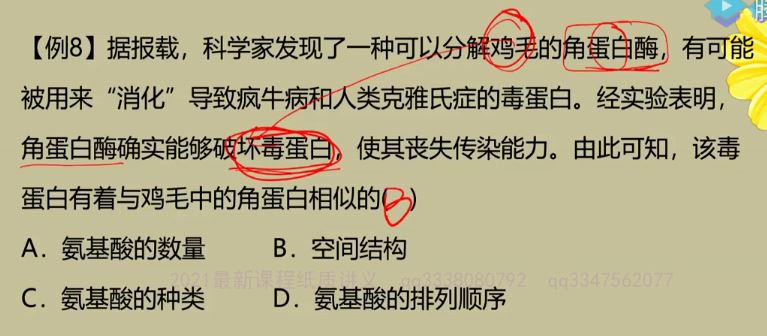 【例8】据报载，科学家发现了一种可以分解鸡毛的角蛋白酶，有可能
被用来“消化”导致疯牛病和人类克雅氏症的毒蛋白。经实验表明，
角蛋白酶确实能够破坏毒蛋白，使其丧失传染能力。由此可知，该毒
蛋白有着与鸡毛中的角蛋白相似的(B)
A．氨基酸的数量 B．空间结构
2021最新课程纸质讲义 qq3338080792 qq3347562077
C．氨基酸的种类 D．氨基酸的排列顺序